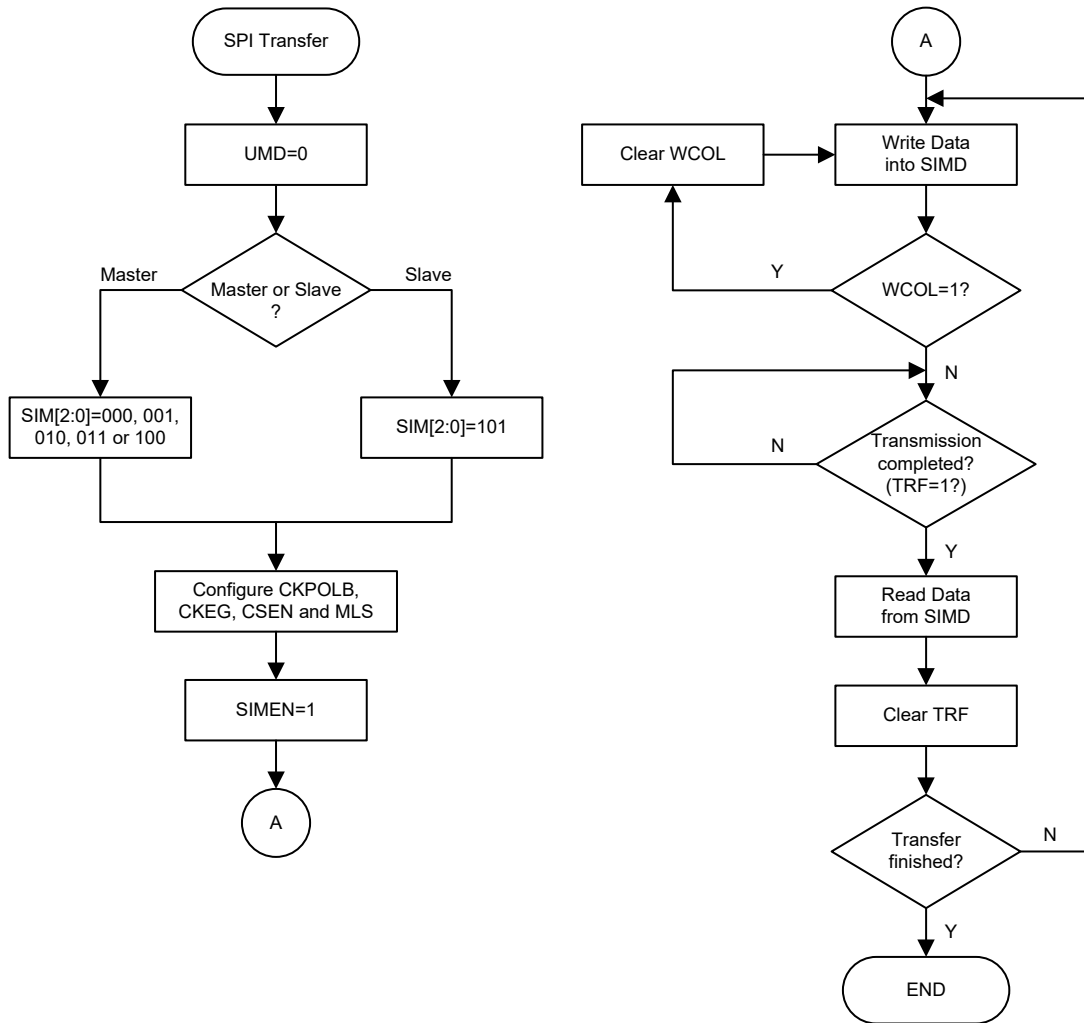 SPI Transfer
UMD=0
Master or Slave
?
Master
Slave
SIM[2:0]=000, 001,
010, 011 or 100
SIM[2:0]=101
Configure CKPOLB,
CKEG, CSEN and MLS
SIMEN=1
A
A
Write Data
into SIMD
Clear WCOL
WCOL=1?
Y
N
Transmission
completed?
(TRF=1?)
N
Y
Read Data
from SIMD
Clear TRF
Transfer
finished?
N
Y
END